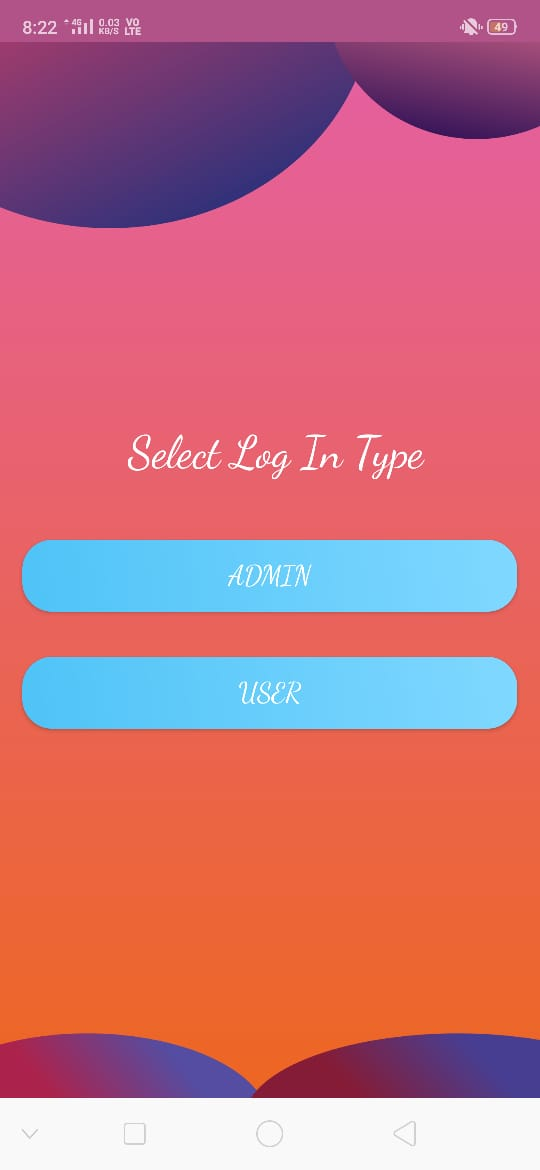 8:22 4G 0.03 KB/S VO LTE 49
Select Log In Type
ADMIN
USER